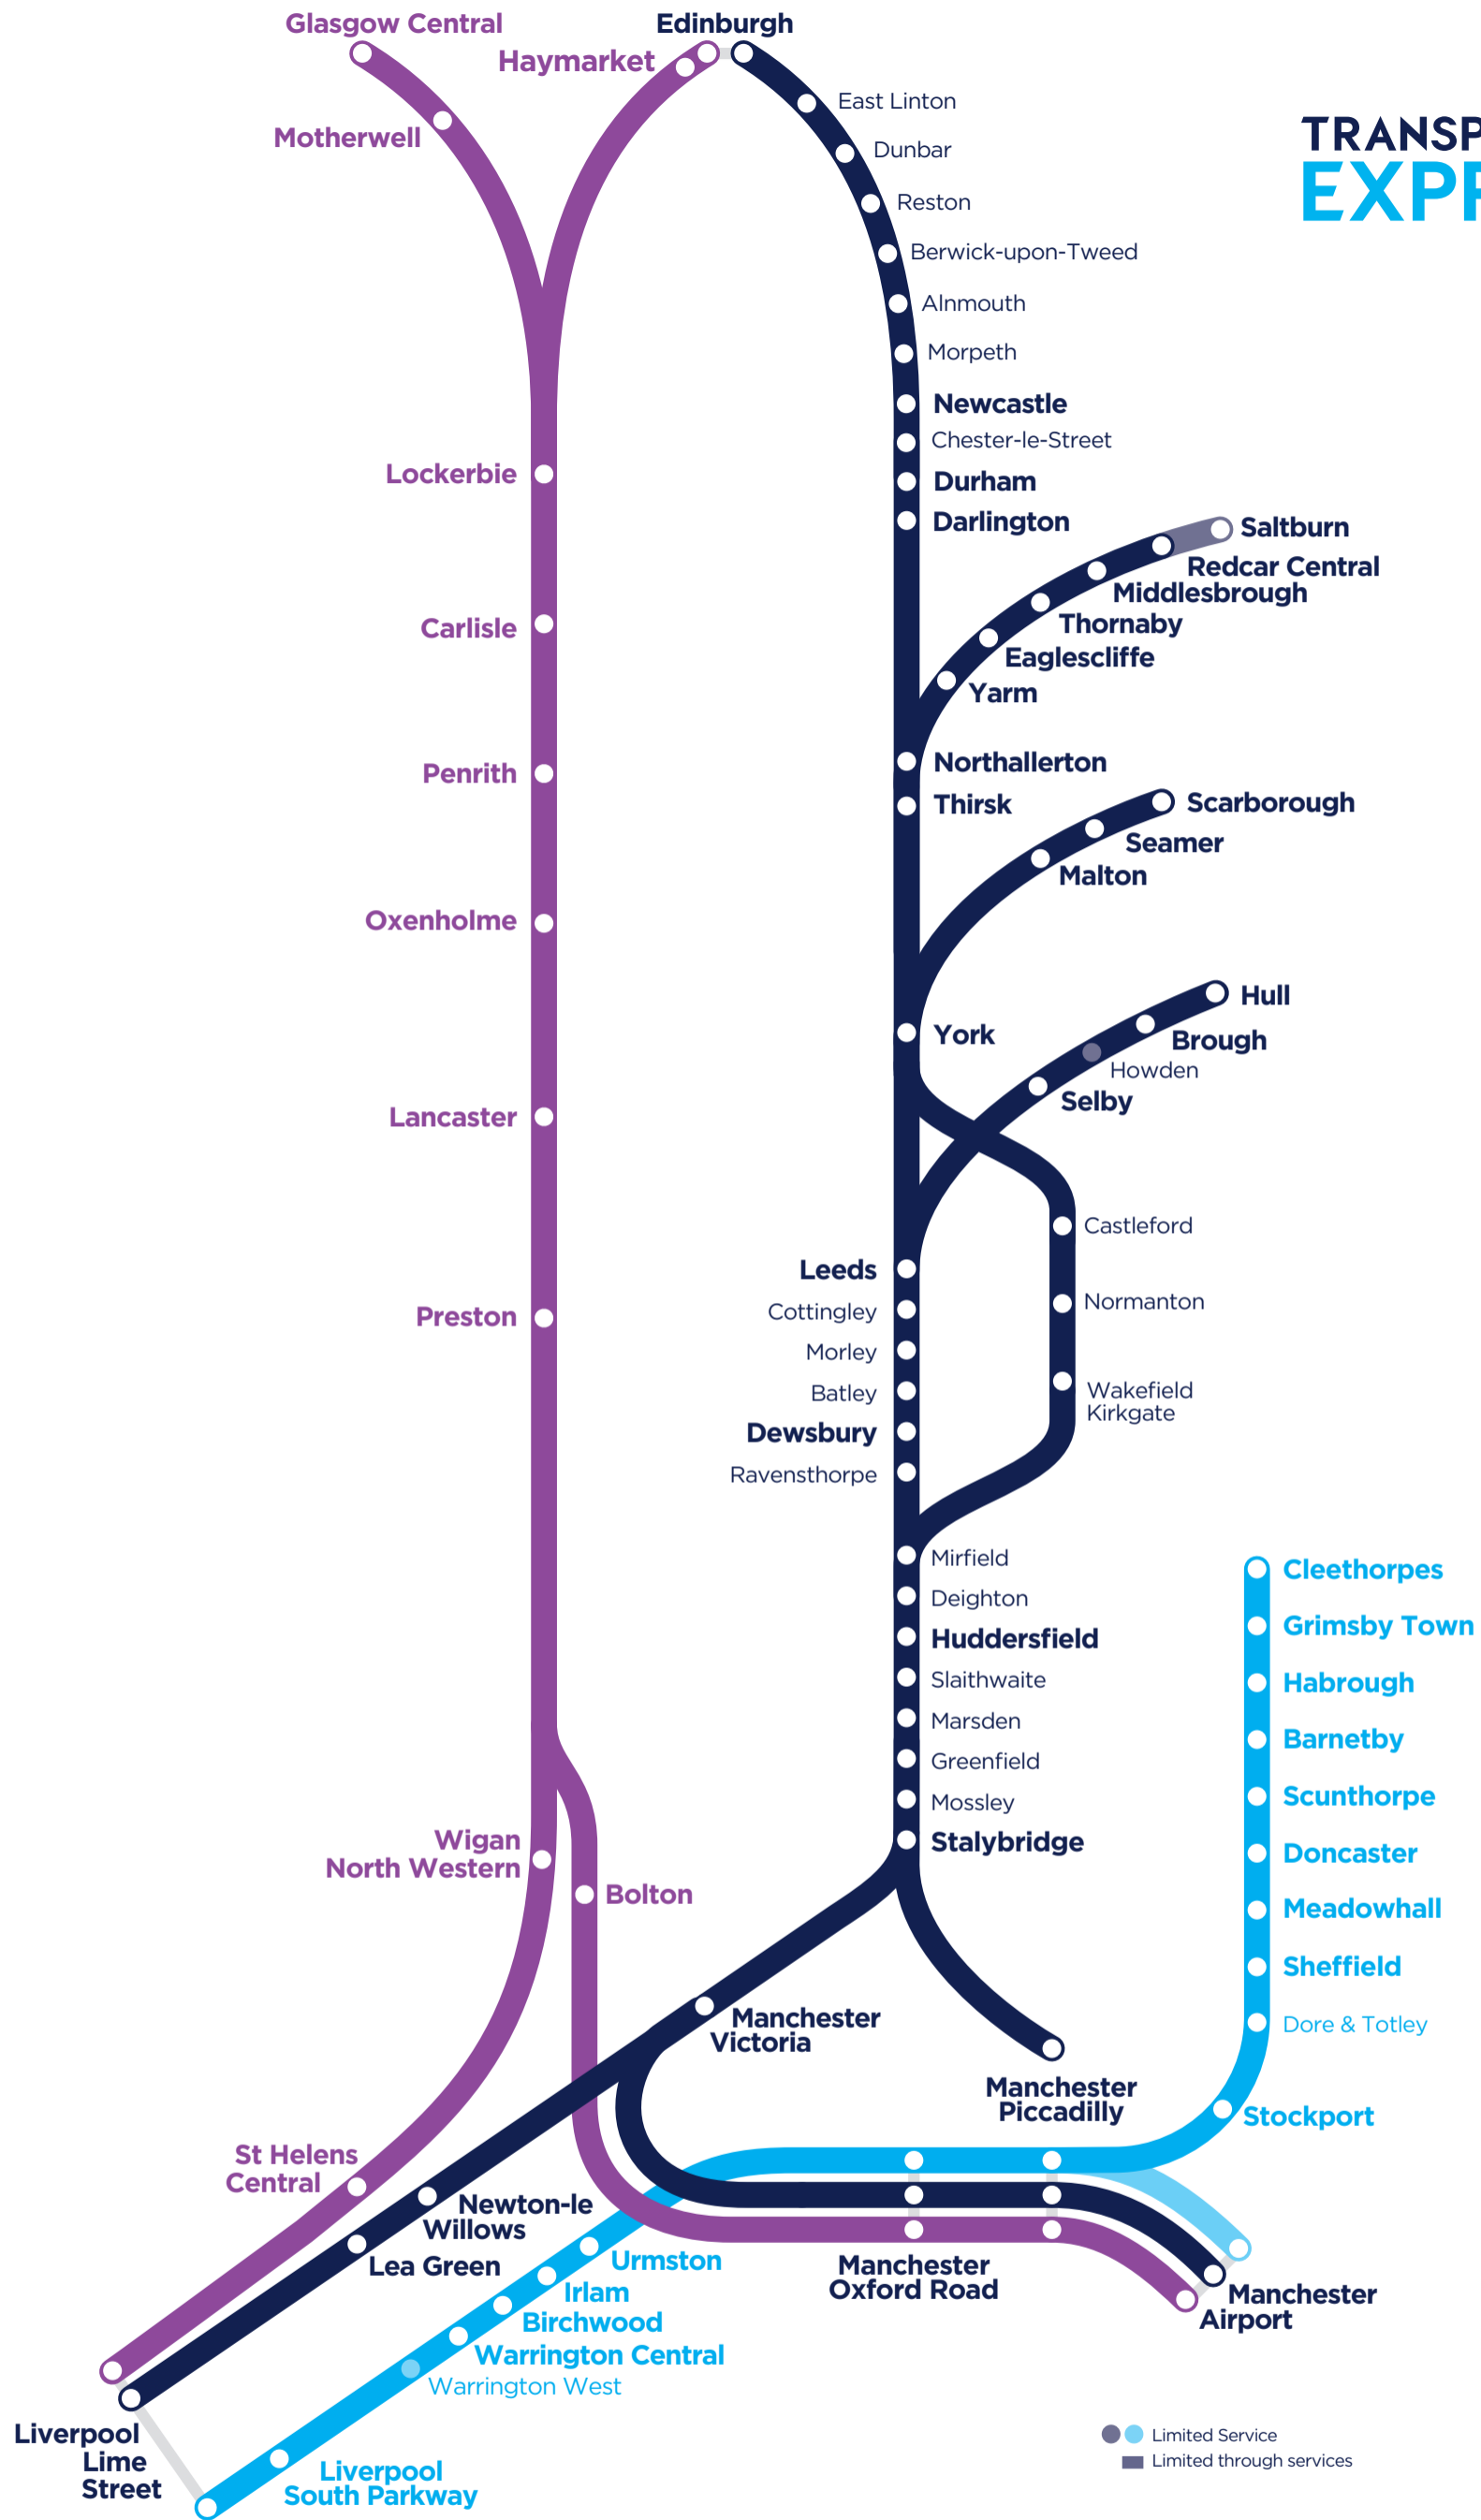 Glasgow Central
Edinburgh
Haymarket
Motherwell
East Linton
Dunbar
Reston
Berwick-upon-Tweed
Alnmouth
Morpeth
TRANSP
EXPR
Newcastle
Chester-le-Street
Durham
Darlington
Lockerbie
Carlisle
Penrith
Oxenholme
Lancaster
Preston
Saltburn
Redcar Central
Middlesbrough
Thornaby
Eaglescliffe
Yarm
Northallerton
Thirsk
Scarborough
Seamer
Malton
York
Hull
Brough
Howden
Selby
Castleford
Normanton
Wakefield
Kirkgate
Leeds
Cottingley
Morley
Batley
Dewsbury
Ravensthorpe
Mirfield
Deighton
Huddersfield
Slaithwaite
Marsden
Greenfield
Mossley
Stalybridge
Cleethorpes
Grimsby Town
Habrough
Barnetby
Scunthorpe
Doncaster
Meadowhall
Sheffield
Dore & Totley
Stockport
Wigan
North Western
Bolton
Manchester
Victoria
Manchester
Piccadilly
St Helens
Central
Newton-le
Willows
Lea Green
Urmston
Irlam
Birchwood
Warrington Central
Warrington West
Manchester
Oxford Road
Manchester
Airport
Liverpool
Lime
Street
Liverpool
South Parkway
Limited Service
Limited through services